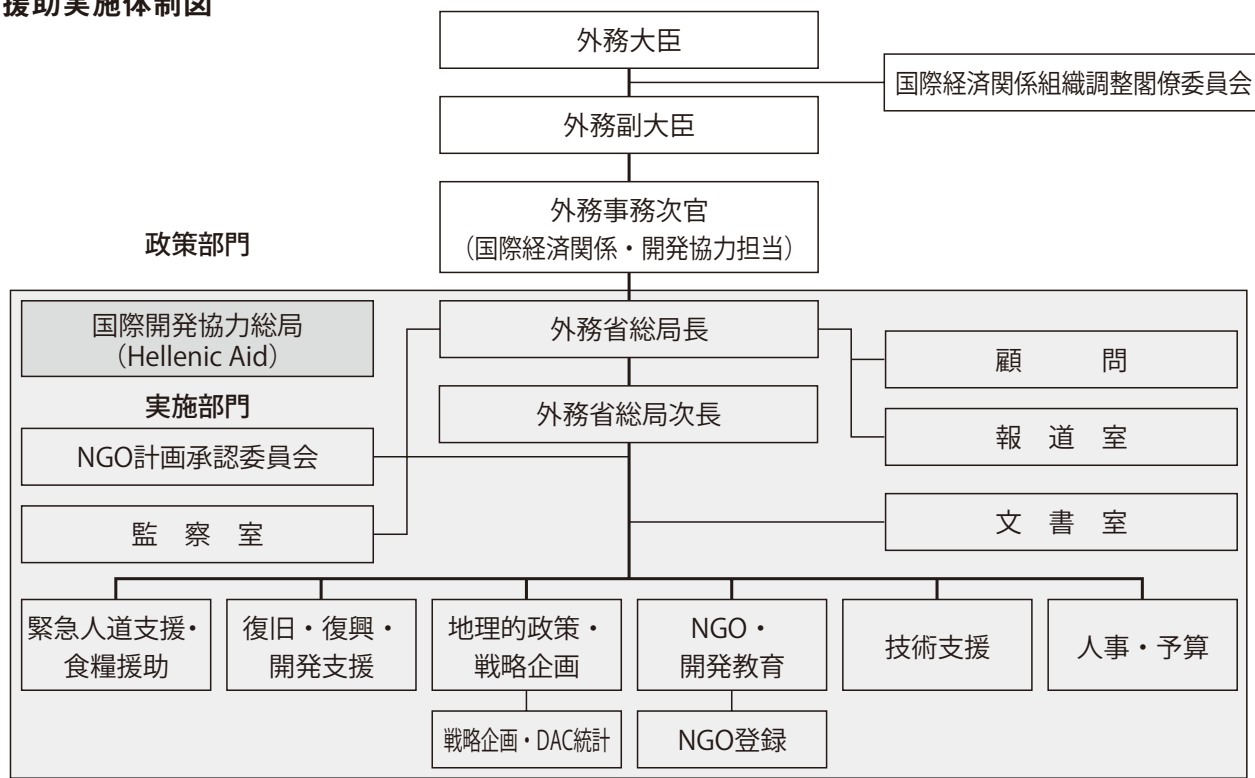 援助実施体制図
外務大臣
国際経済関係組織調整閣僚委員会
外務副大臣
外務事務次官
（国際経済関係・開発協力担当）
政策部門
国際開発協力総局
（Hellenic Aid）
外務省総局長
顧　　問
実施部門
外務省総局次長
報　道　室
NGO計画承認委員会
監　察　室
文　書　室
緊急人道支援・
食糧援助
復旧・復興・
開発支援
地理的政策・
戦略企画
NGO・
開発教育
技術支援
人事・予算
戦略企画・DAC統計
NGO登録